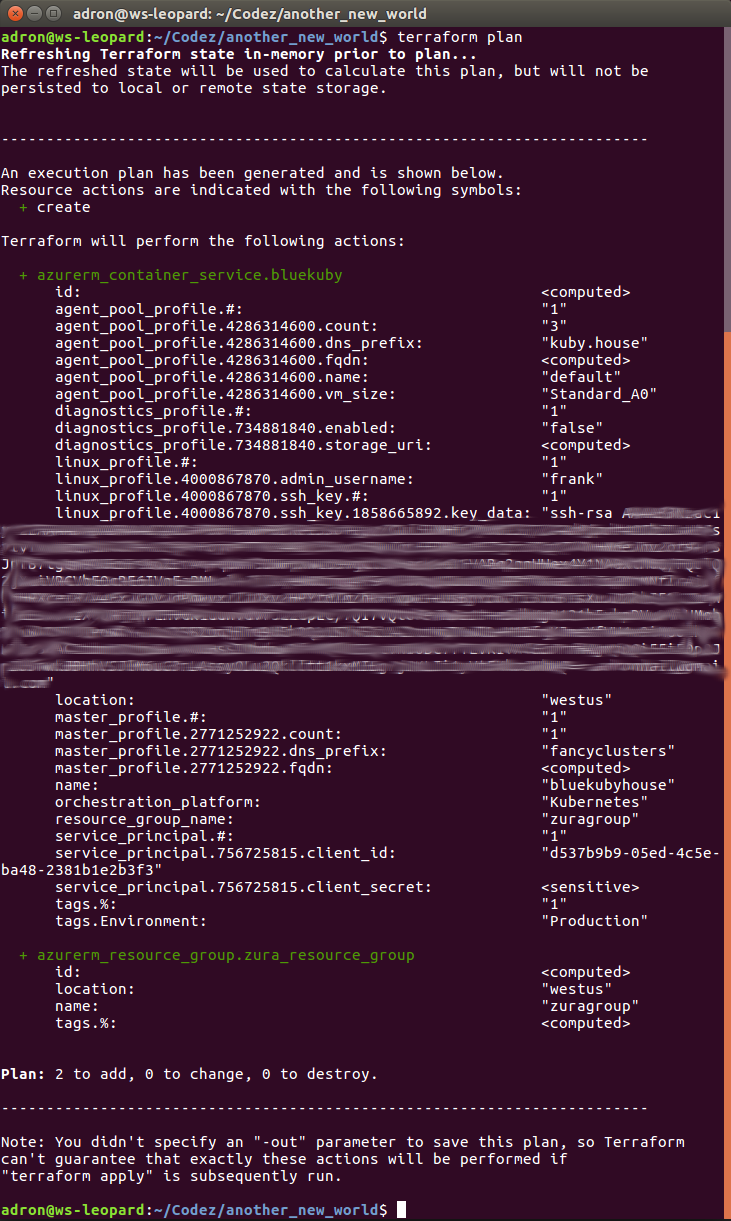 adron@ws-leopard: ~/Codez/another_new_world
adron@ws-leopard:~/Codez/another_new_world$ terraform plan
Refreshing Terraform state in-memory prior to plan...
The refreshed state will be used to calculate this plan, but will not be
persisted to local or remote state storage.
------------------------------------------------------------------------
An execution plan has been generated and is shown below.
Resource actions are indicated with the following symbols:
+ create
Terraform will perform the following actions:
+ azurerm_container_service.bluekuby
id: <computed>
agent_pool_profile.#: "1"
agent_pool_profile.4286314600.count: "3"
agent_pool_profile.4286314600.dns_prefix: "kuby.house"
agent_pool_profile.4286314600.fqdn: <computed>
agent_pool_profile.4286314600.name: "default"
agent_pool_profile.4286314600.vm_size: "Standard_A0"
diagnostics_profile.#: "1"
diagnostics_profile.734881840.enabled: "false"
diagnostics_profile.734881840.storage_uri: <computed>
linux_profile.#: "1"
linux_profile.4000867870.admin_username: "frank"
linux_profile.4000867870.ssh_key.#: "1"
linux_profile.4000867870.ssh_key.1858665892.key_data: "ssh-rsa
location: "westus"
master_profile.#: "1"
master_profile.2771252922.count: "1"
master_profile.2771252922.dns_prefix: "fancyclusters"
master_profile.2771252922.fqdn: <computed>
name: "bluekubyhouse"
orchestration_platform: "Kubernetes"
resource_group_name: "zuragroup"
service_principal.#: "1"
service_principal.756725815.client_id: "d537b9b9-05ed-4c5e-
ba48-2381b1e2b3f3"
service_principal.756725815.client_secret: <sensitive>
tags.%: "1"
tags.Environment: "Production"
+ azurerm_resource_group.zura_resource_group
id: <computed>
location: "westus"
name: "zuragroup"
tags.%: <computed>
Plan: 2 to add, 0 to change, 0 to destroy.
------------------------------------------------------------------------
Note: You didn't specify an "-out" parameter to save this plan, so Terraform
can't guarantee that exactly these actions will be performed if
"terraform apply" is subsequently run.
adron@ws-leopard:~/Codez/another_new_world$